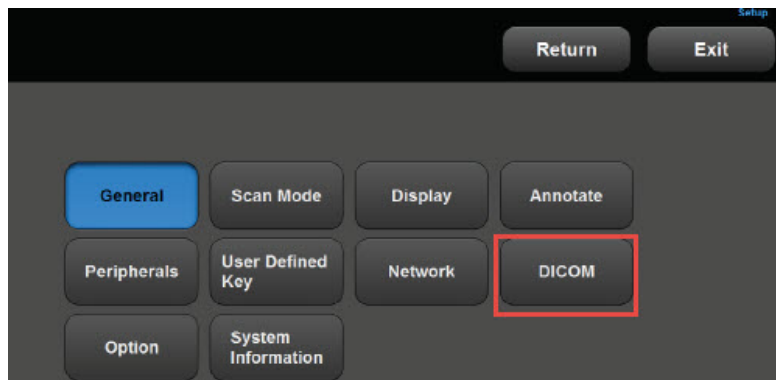 Setup
Return
Exit
General
Scan Mode
Display
Annotate
Peripherals
User Defined
Key
Network
DICOM
Option
System
Information